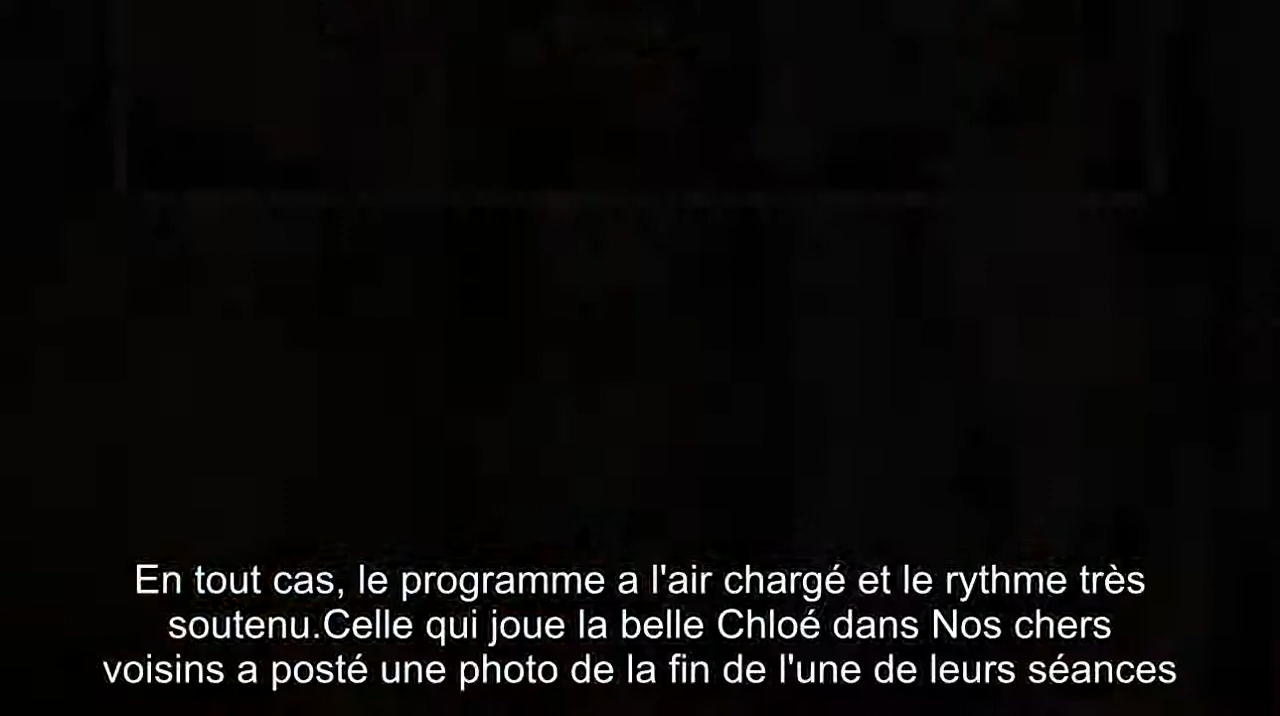 En tout cas, le programme a l'air chargé et le rythme très
soutenu.Celle qui joue la belle Chloé dans Nos chers
voisins a posté une photo de la fin de l'une de leurs séances